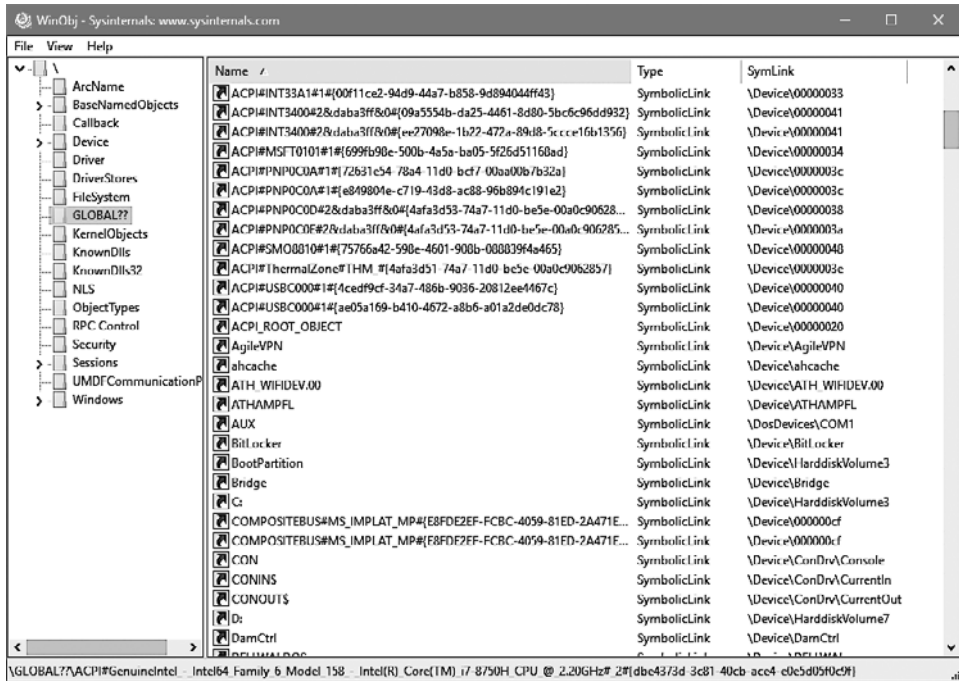 WinObj - Sysinternals: www.sysinternals.com
File View Help
\
ArcName
BaseNamedObjects
Callback
Device
Driver
DriverStores
FileSystem
GLOBAL??
KernelObjects
KnownDlls
KnownDlls32
NLS
ObjectTypes
RPC Control
Security
Sessions
UMDFCommunicationP
Windows
Name Type SymLink
ACPI#INT33A1#1#{00f11ce2-94d9-44a7-b858-9d894044ff43} SymbolicLink \Device\00000033
ACPI#INT3400#2&daba3ff&0#{09a5554b-da25-4461-8d80-5bc6c96dd932} SymbolicLink \Device\00000041
ACPI#INT3400#2&daba3ff&0#{ee27098e-1b22-472a-89d8-5ccce16b1356} SymbolicLink \Device\00000041
ACPI#MSFT0101#1#{699fb98e-500b-4a5a-ba05-5f26d51168ad} SymbolicLink \Device\00000034
ACPI#PNP0C0A#1#{72631e54-78a4-11d0-bcf7-00aa00b7b32a} SymbolicLink \Device\0000003c
ACPI#PNP0C0A#1#{e849804e-c719-43d8-ac88-96b894c191e2} SymbolicLink \Device\0000003c
ACPI#PNP0C0D#2&daba3ff&0#{4afa3d53-74a7-11d0-be5e-00a0c90628... SymbolicLink \Device\00000038
ACPI#PNP0C0E#2&daba3ff&0#{4afa3d53-74a7-11d0-be5e-00a0c906285... SymbolicLink \Device\0000003a
ACPI#SMO8810#1#{75766a42-598e-4601-908b-088839f4a465} SymbolicLink \Device\00000048
ACPI#ThermalZone#THM_#{4afa3d51-74a7-11d0-be5e-00a0c9062857} SymbolicLink \Device\0000003e
ACPI#USBC000#1#{4cedf9cf-34a7-486b-9036-20812ee4467c} SymbolicLink \Device\00000040
ACPI#USBC000#1#{ae05a169-b410-4672-a8b6-a01a2de0dc78} SymbolicLink \Device\00000040
ACPI_ROOT_OBJECT SymbolicLink \Device\00000020
AgileVPN SymbolicLink \Device\AgileVPN
ahcache SymbolicLink \Device\ahcache
ATH_WIFIDEV.00 SymbolicLink \Device\ATH_WIFIDEV.00
ATHAMPFL SymbolicLink \Device\ATHAMPFL
AUX SymbolicLink \DosDevices\COM1
BitLocker SymbolicLink \Device\BitLocker
BootPartition SymbolicLink \Device\HarddiskVolume3
Bridge SymbolicLink \Device\Bridge
C: SymbolicLink \Device\HarddiskVolume3
COMPOSITEBUS#MS_IMPLAT_MP#{E8FDE2EF-FCBC-4059-81ED-2A471E... SymbolicLink \Device\000000cf
COMPOSITEBUS#MS_IMPLAT_MP#{E8FDE2EF-FCBC-4059-81ED-2A471E... SymbolicLink \Device\000000cf
CON SymbolicLink \Device\ConDrv\Console
CONIN$ SymbolicLink \Device\ConDrv\CurrentIn
CONOUT$ SymbolicLink \Device\ConDrv\CurrentOut
D: SymbolicLink \Device\HarddiskVolume7
DamCtrl SymbolicLink \Device\DamCtrl
\GLOBAL??\ACPI#GenuineIntel_-_Intel64_Family_6_Model_158_-_Intel(R)_Core(TM)_i7-8750H_CPU_@_2.20GHz#_2#{dbe4373d-3c81-40cb-ace4-e0e5d05f0c9f}